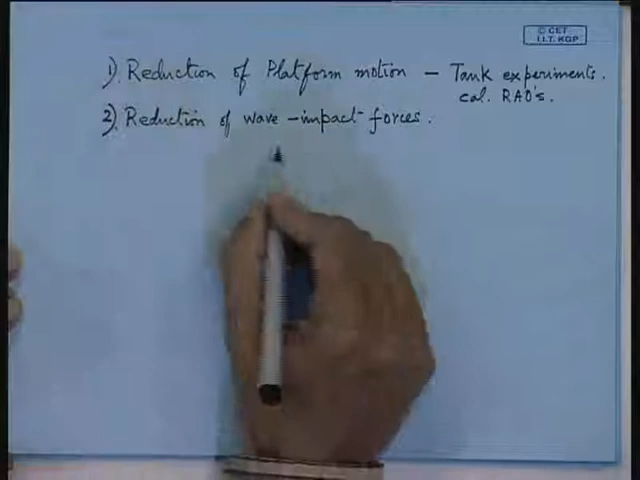 © CET
I.I.T. KGP
1). Reduction of Platform motion – Tank experiments.
cal. RAO's.
2). Reduction of wave –impact forces.